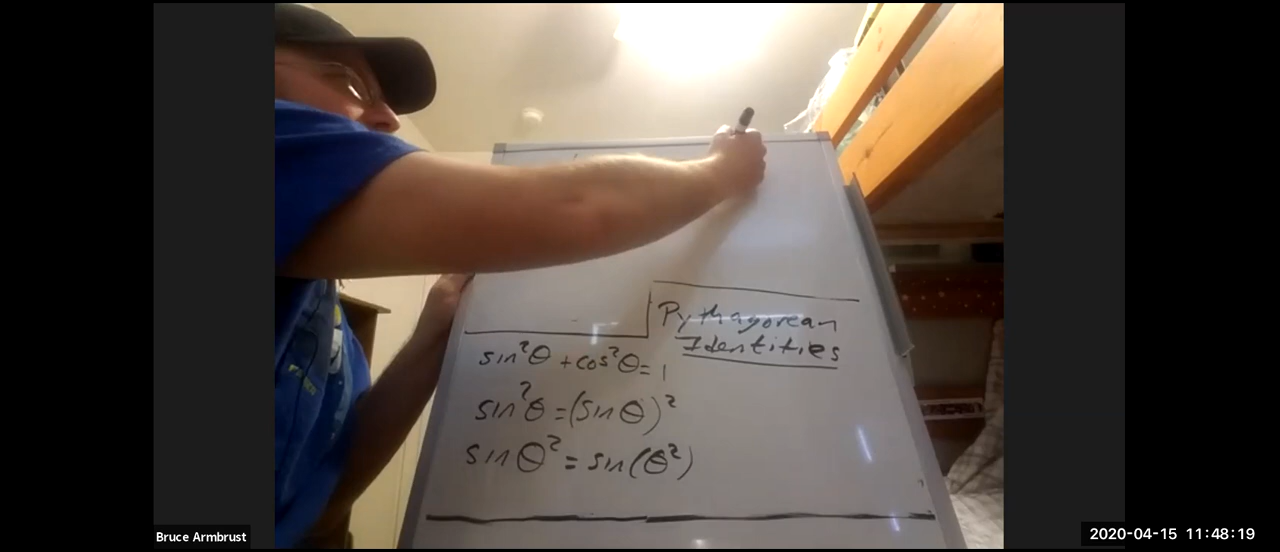 Pythagorean
Identities
sin²θ + cos²θ = 1
sin²θ = (sin θ)²
sin θ² = sin(θ²)
Bruce Armbrust
2020-04-15 11:48:19